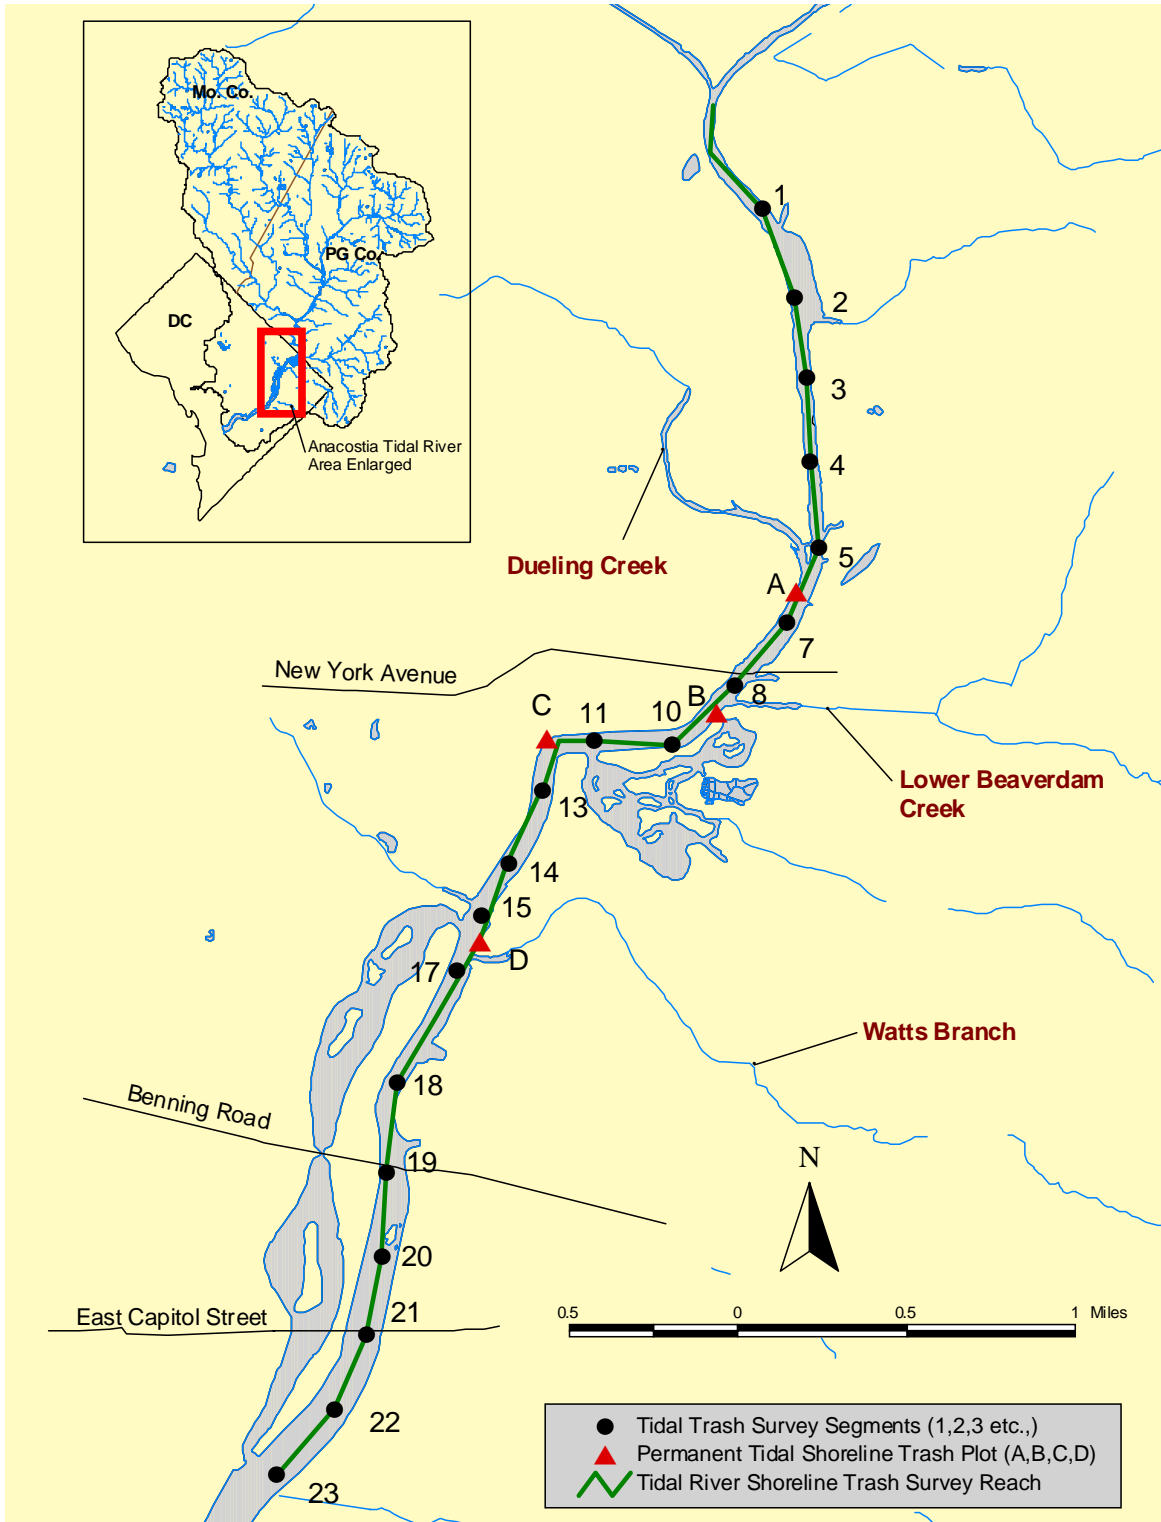 Mo. Co.
PG Co.
DC
Anacostia Tidal River
Area Enlarged
1
2
3
4
5
Dueling Creek
A
7
New York Avenue
8
B
10
11
C
Lower Beaverdam
Creek
13
14
15
D
17
Watts Branch
18
Benning Road
19
N
20
East Capitol Street
21
0.5
0
0.5
1
Miles
22
23
Tidal Trash Survey Segments (1,2,3 etc.,)
Permanent Tidal Shoreline Trash Plot (A,B,C,D)
Tidal River Shoreline Trash Survey Reach